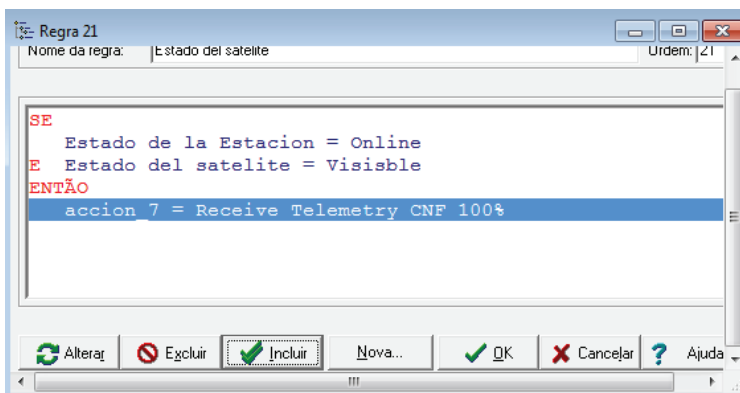 Regra 21
Nome da regra: Estado del satelite Ordem: 21
SE
Estado de la Estacion = Online
E Estado del satelite = Visisble
ENTÃO
accion_7 = Receive Telemetry CNF 100%
Alterar Excluir Incluir Nova... OK Cancelar Ajuda